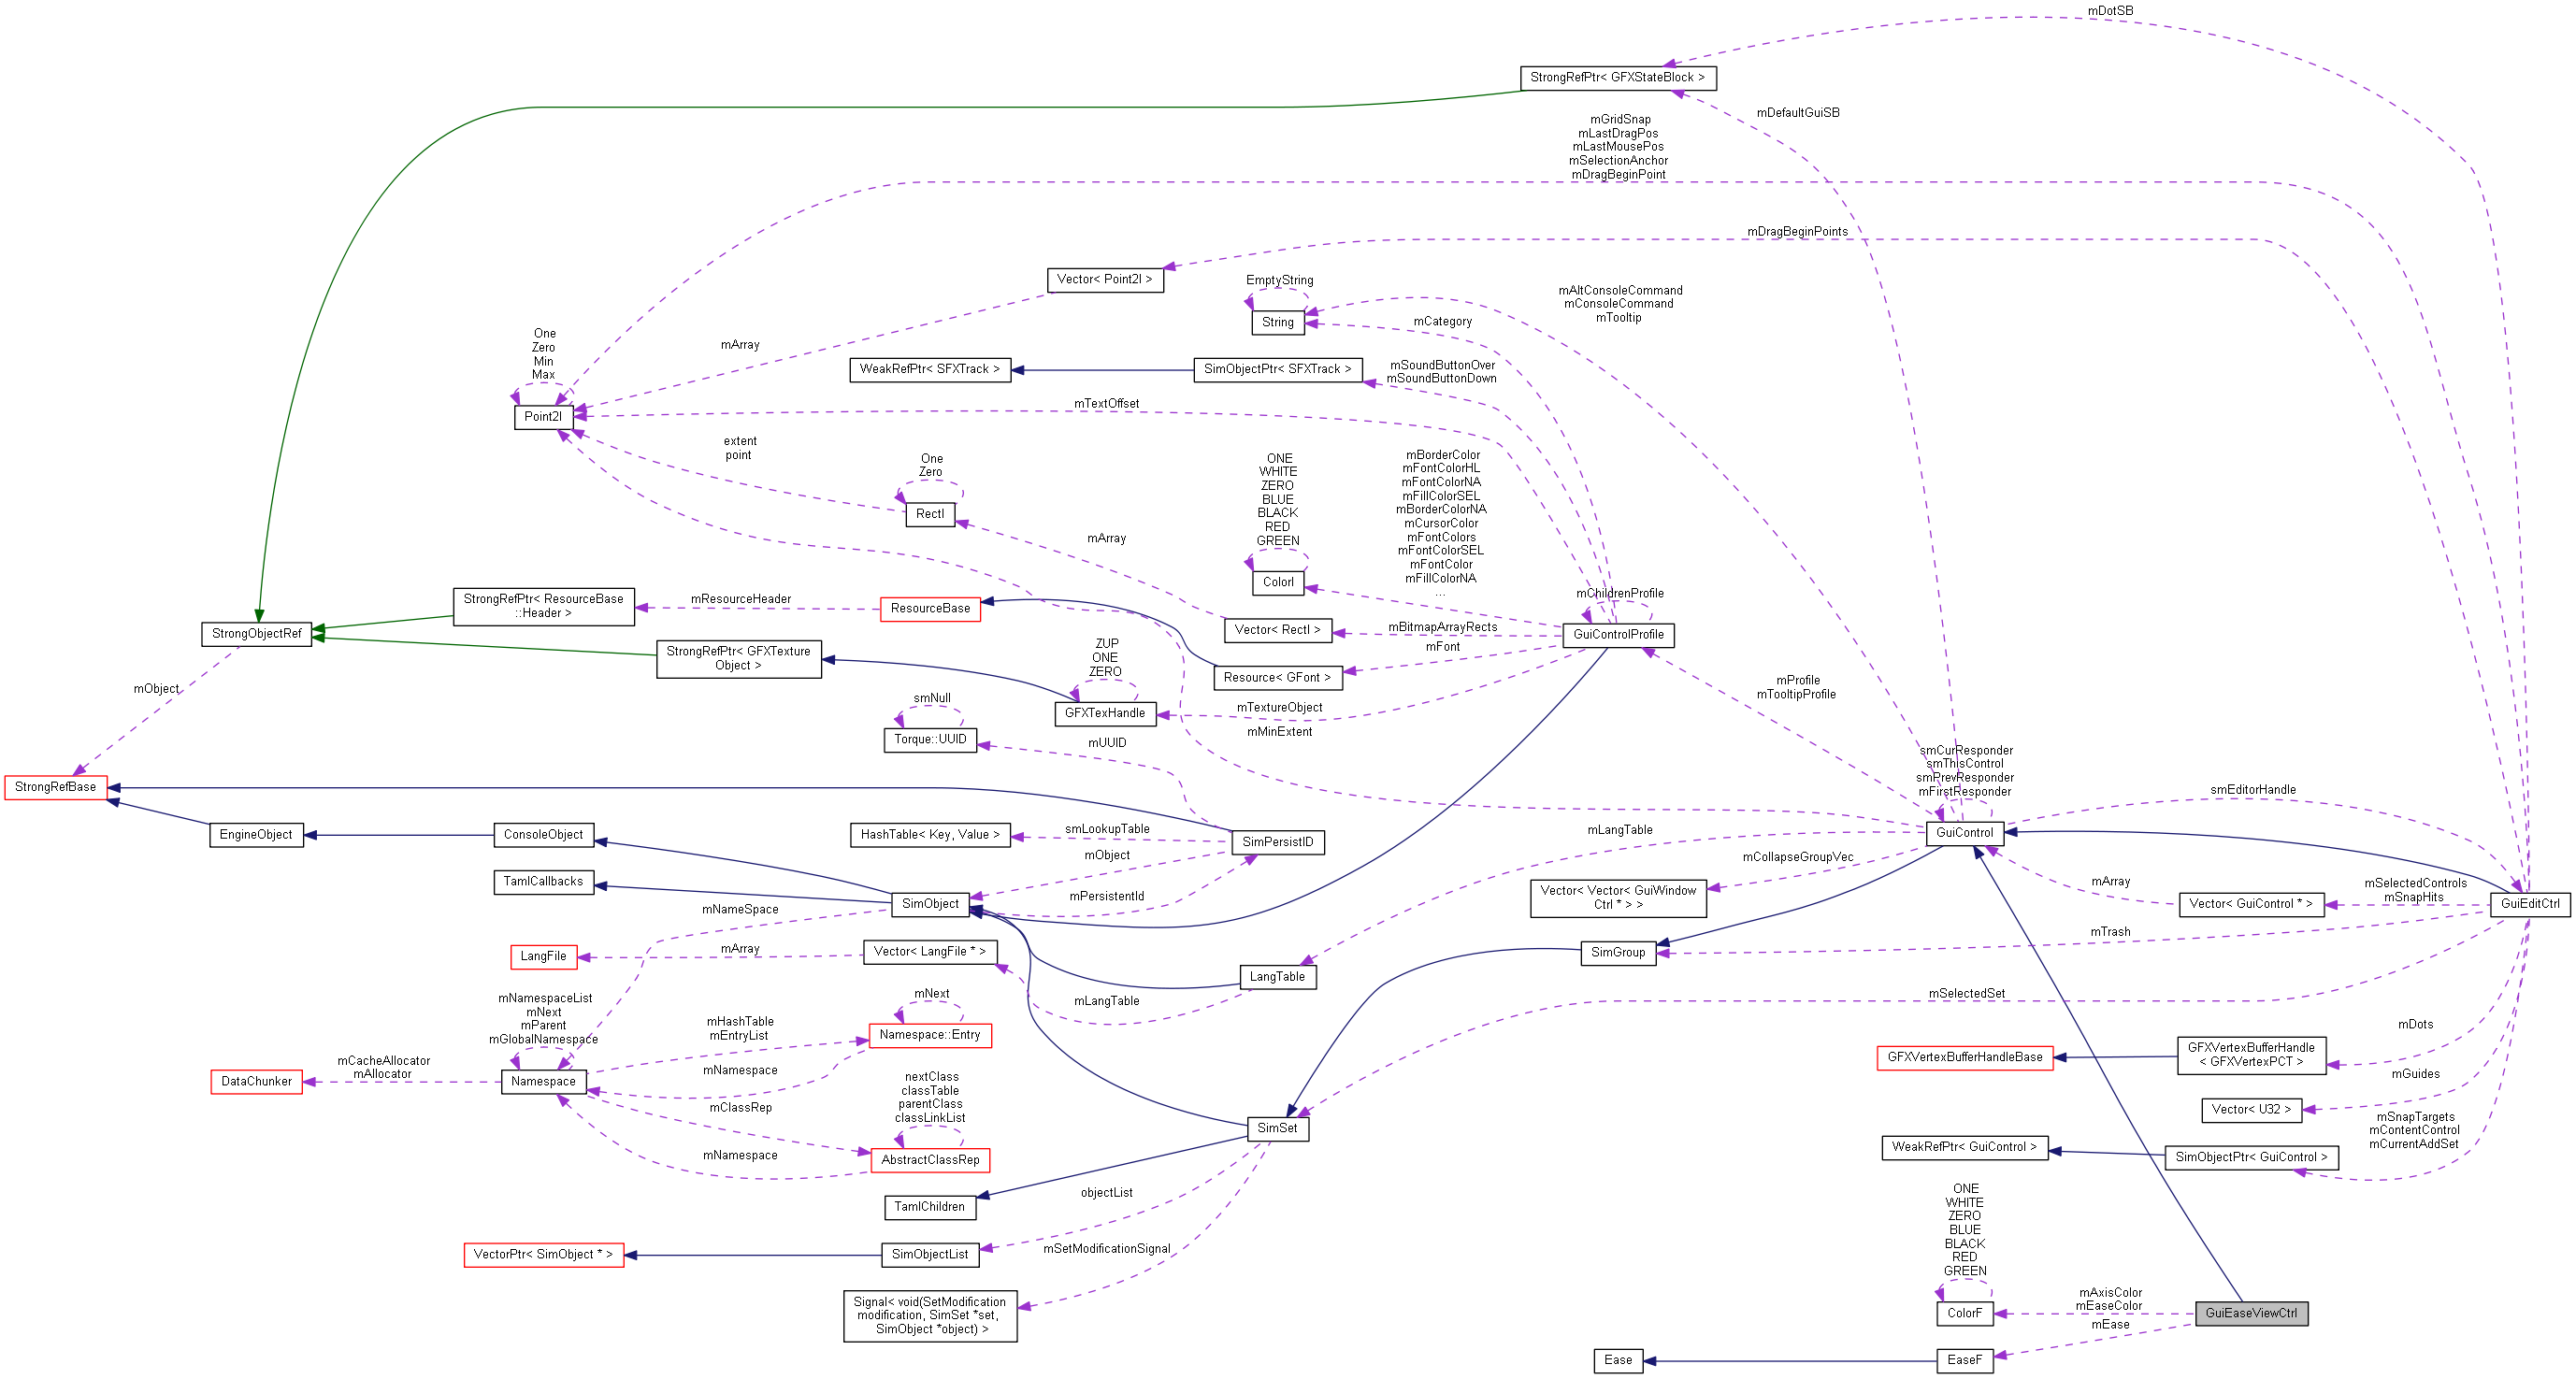 mDotSB
StrongRefPtr< GFXStateBlock >
mDefaultGuiSB
mGridSnap
mLastDragPos
mLastMousePos
mSelectionAnchor
mDragBeginPoint
mDragBeginPoints
Vector< Point2I >
EmptyString
String
mAltConsoleCommand
mConsoleCommand
mTooltip
mCategory
One
Zero
Min
Max
mArray
WeakRefPtr< SFXTrack >
SimObjectPtr< SFXTrack >
mSoundButtonOver
mSoundButtonDown
Point2I
mTextOffset
extent
point
One
Zero
RectI
ONE
WHITE
ZERO
BLUE
BLACK
RED
GREEN
ColorI
mBorderColor
mFontColorHL
mFontColorNA
mFillColorSEL
mBorderColorNA
mCursorColor
mFontColors
mFontColorSEL
mFontColor
mFillColorNA
...
mArray
mChildrenProfile
StrongRefPtr< ResourceBase
::Header >
mResourceHeader
ResourceBase
StrongObjectRef
Vector< RectI >
mBitmapArrayRects
GuiControlProfile
StrongRefPtr< GFXTexture
Object >
ZUP
ONE
ZERO
GFXTexHandle
Resource< GFont >
mFont
mObject
smNull
Torque::UUID
mTextureObject
mMinExtent
mUUID
mProfile
mTooltipProfile
smCurResponder
smThisControl
smPrevResponder
mFirstResponder
smEditorHandle
StrongRefBase
EngineObject
ConsoleObject
HashTable< Key, Value >
smLookupTable
SimPersistID
mLangTable
GuiControl
mObject
mCollapseGroupVec
TamlCallbacks
SimObject
mPersistentId
Vector< Vector< GuiWindow
Ctrl * > >
mArray
Vector< GuiControl * >
mSelectedControls
mSnapHits
GuiEditCtrl
mNameSpace
mTrash
LangFile
mArray
Vector< LangFile * >
SimGroup
LangTable
mLangTable
mSelectedSet
mNamespaceList
mNext
mParent
mGlobalNamespace
mHashTable
mEntryList
mNext
Namespace::Entry
mDots
GFXVertexBufferHandleBase
GFXVertexBufferHandle
< GFXVertexPCT >
mCacheAllocator
mAllocator
DataChunker
Namespace
mNamespace
mGuides
nextClass
classTable
parentClass
classLinkList
mClassRep
Vector< U32 >
SimSet
mSnapTargets
mContentControl
mCurrentAddSet
mNamespace
AbstractClassRep
WeakRefPtr< GuiControl >
SimObjectPtr< GuiControl >
objectList
TamlChildren
ONE
WHITE
ZERO
BLUE
BLACK
RED
GREEN
VectorPtr< SimObject * >
SimObjectList
mSetModificationSignal
Signal< void(SetModification
modification, SimSet *set,
SimObject *object) >
ColorF
mAxisColor
mEaseColor
GuiEaseViewCtrl
mEase
Ease
EaseF